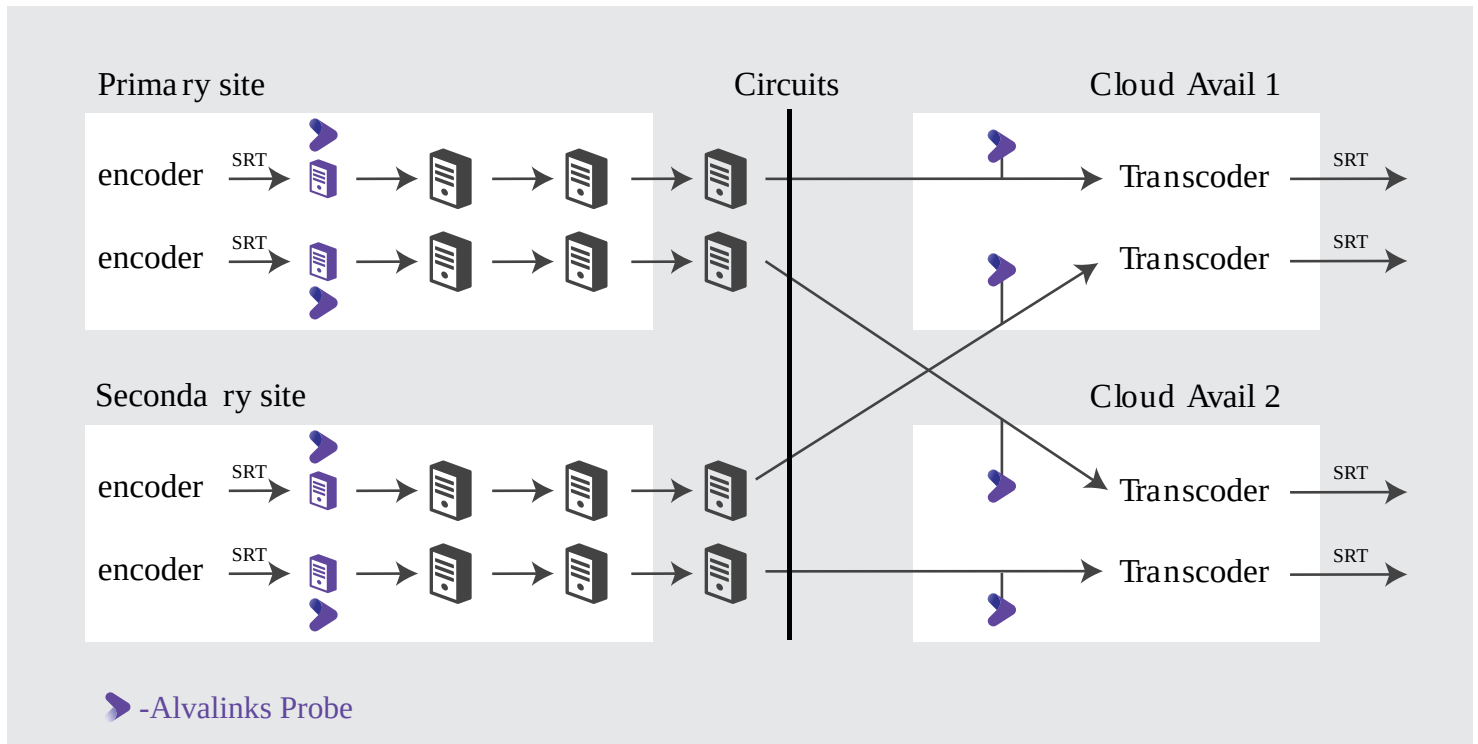 Primary site
Circuits
Cloud Avail 1
encoder
SRT
Transcoder
SRT
encoder
SRT
Transcoder
SRT
Secondary site
Cloud Avail 2
encoder
SRT
Transcoder
SRT
encoder
SRT
Transcoder
SRT
-Alvalinks Probe